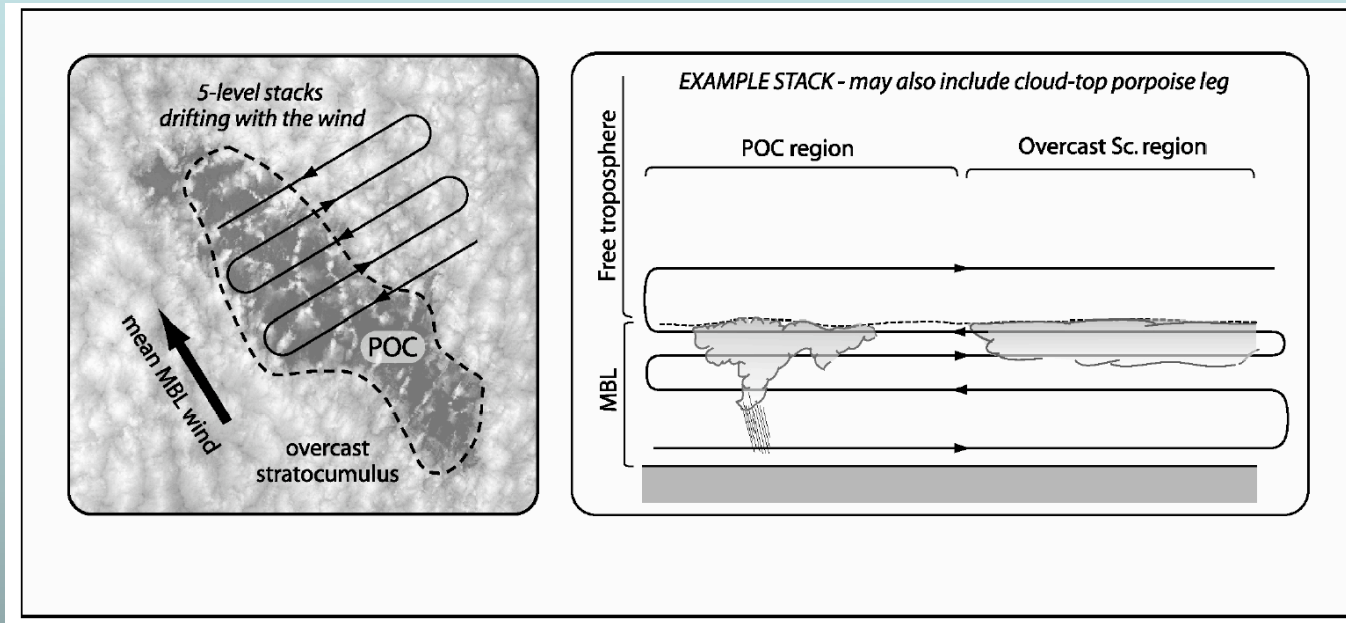 5-level stacks
drifting with the wind
POC
mean MBL wind
overcast
stratocumulus
EXAMPLE STACK - may also include cloud-top porpoise leg
POC region
Overcast Sc. region
Free troposphere
MBL